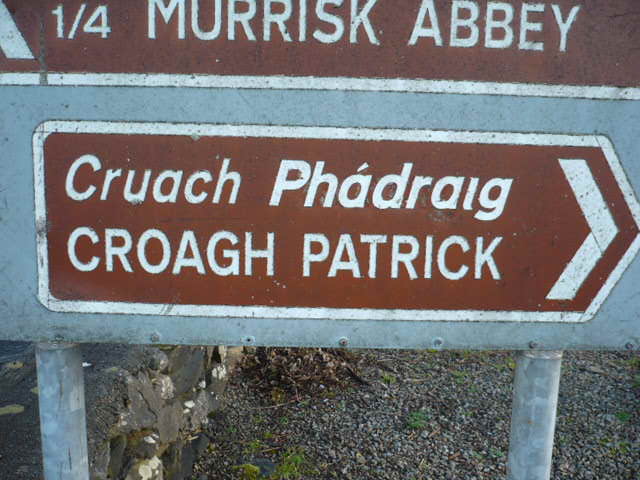 1/4 MURRISK ABBEY
Cruach Phádraig
CROAGH PATRICK